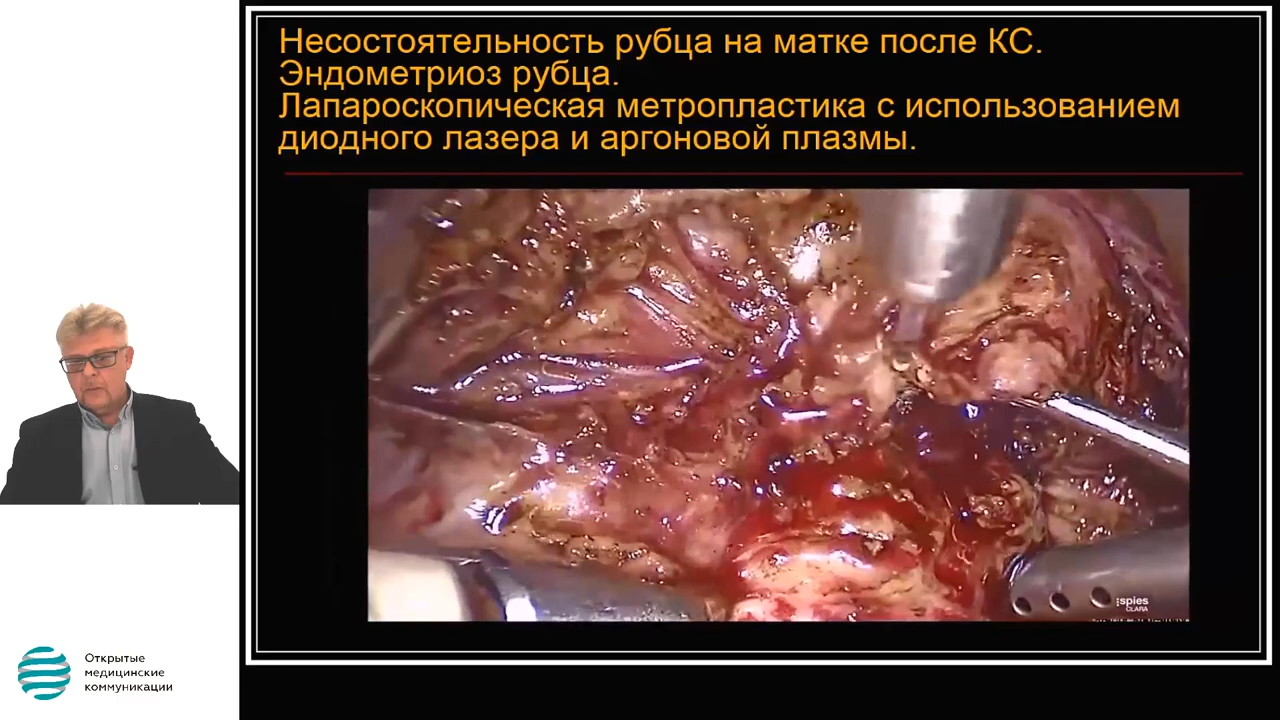 Несостоятельность рубца на матке после КС.
Эндометриоз рубца.
Лапароскопическая метропластика с использованием
диодного лазера и аргоновой плазмы.
spies
CLARA
Открытые
медицинские
коммуникации